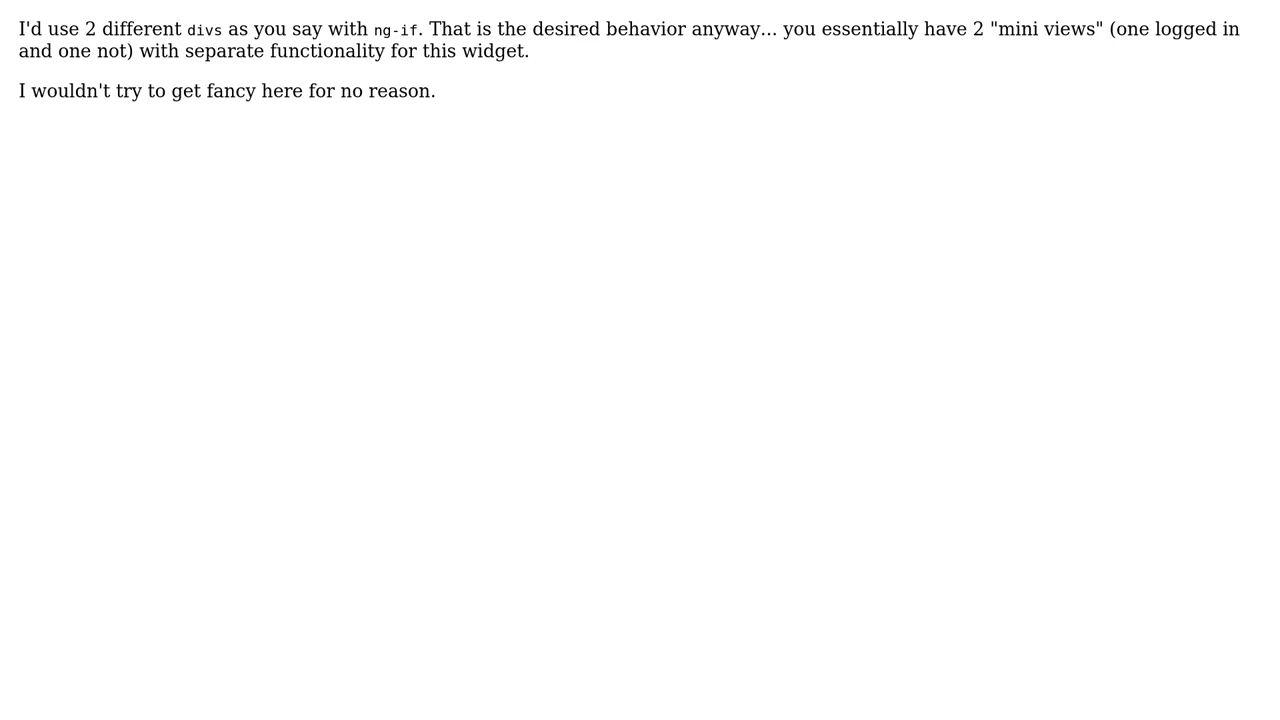 I'd use 2 different divs as you say with ng-if. That is the desired behavior anyway... you essentially have 2 "mini views" (one logged in
and one not) with separate functionality for this widget.
I wouldn't try to get fancy here for no reason.